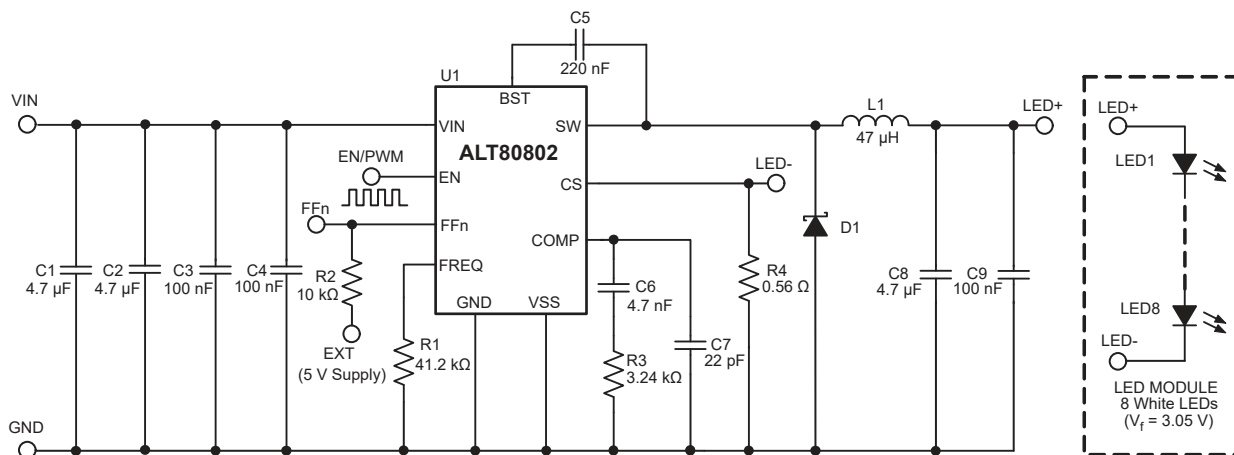 C5
220 nF
U1
BST
VIN
VIN
SW
L1
47 µH
LED+
LED+
ALT80802
EN/PWM
EN
CS
LED-
LED1
FFn
FFn
D1
COMP
FREQ
C1
4.7 µF
C2
4.7 µF
C3
100 nF
C4
100 nF
R2
10 kΩ
GND
VSS
C6
4.7 nF
R4
0.56 Ω
C8
4.7 µF
C9
100 nF
LED8
LED-
EXT
(5 V Supply)
R1
41.2 kΩ
R3
3.24 kΩ
C7
22 pF
LED MODULE
8 White LEDs
(Vf = 3.05 V)
GND